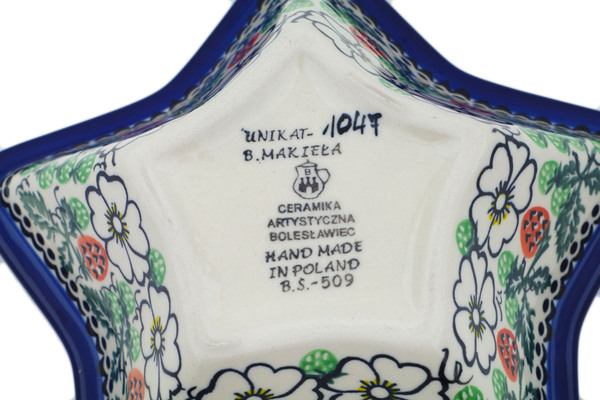 UNIKAT- 1047
B.MAKIEŁA
B
CERAMIKA
ARTYSTYCZNA
BOLESŁAWIEC
HAND MADE
IN POLAND
B.S.-509